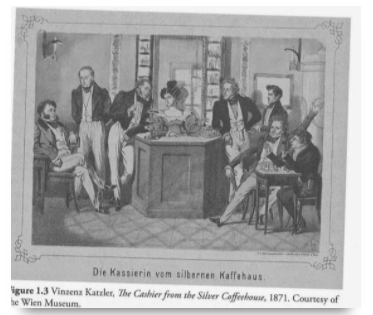 Die Kassierin vom silbernen Kaffehaus.
igure 1.3 Vinzenz Katzler, The Cashier from the Silver Coffeehouse, 1871. Courtesy of
he Wien Museum.